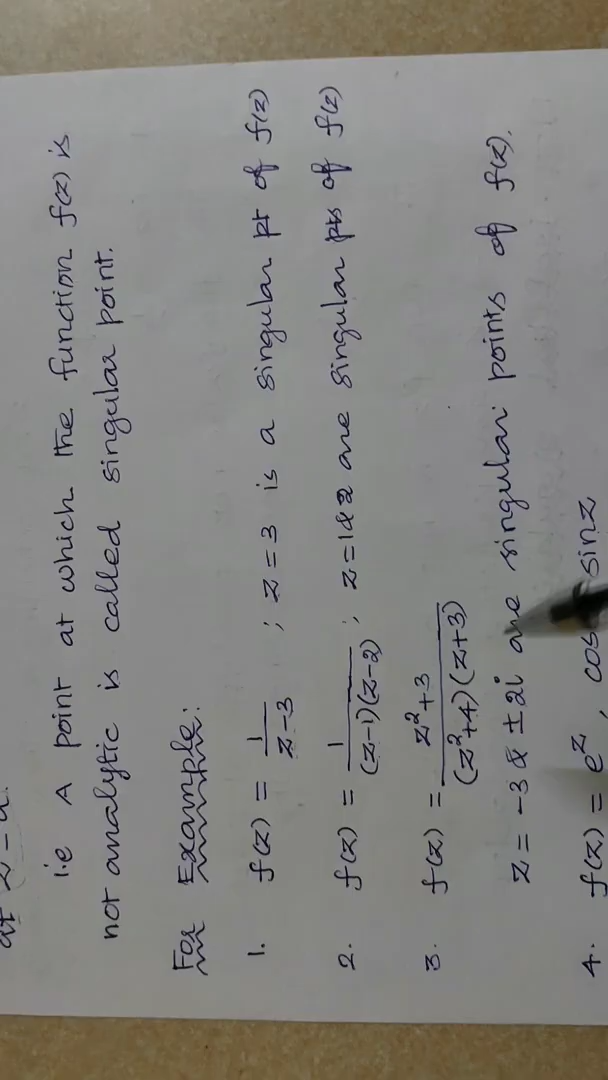 at z = a.
i.e A point at which the function f(z) is
not analytic is called singular point.
For Example:
1. f(z) = 1/(z-3) ; z=3 is a singular pt of f(z)
2. f(z) = 1/((z-1)(z-2)) ; z=1&2 are singular pts of f(z)
3. f(z) = (z²+3)/((z²+4)(z+3))
z = -3 & ±2i are singular points of f(z).
4. f(z) = e^z, cos sinz